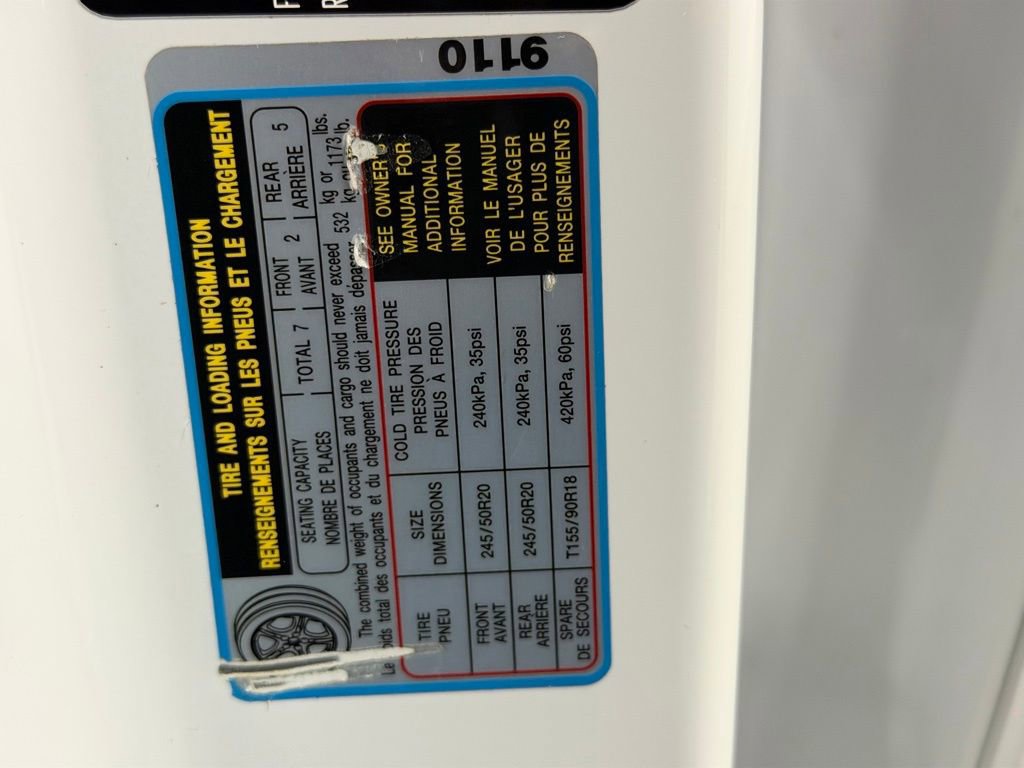 9110
TIRE AND LOADING INFORMATION
RENSEIGNEMENTS SUR LES PNEUS ET LE CHARGEMENT
SEATING CAPACITY
NOMBRE DE PLACES
TOTAL 7
FRONT
AVANT
2
REAR
ARRIÈRE
5
The combined weight of occupants and cargo should never exceed 532 kg or 1173 lbs.
Le total des occupants et du chargement ne doit jamais dépasser kg lb.
TIRE
PNEU
SIZE
DIMENSIONS
COLD TIRE PRESSURE
PRESSION DES
PNEUS À FROID
FRONT
AVANT
245/50R20
240kPa, 35psi
REAR
ARRIÈRE
245/50R20
240kPa, 35psi
SPARE
DE SECOURS
T155/90R18
420kPa, 60psi
SEE OWNER'S
MANUAL FOR
ADDITIONAL
INFORMATION
VOIR LE MANUEL
DE L'USAGER
POUR PLUS DE
RENSEIGNEMENTS